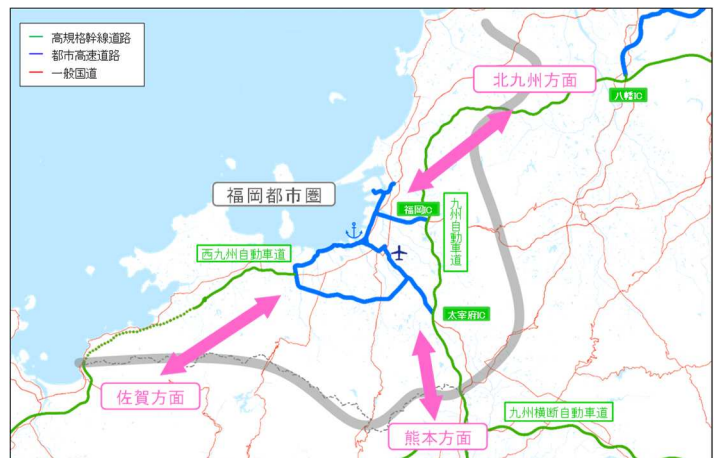 高規格幹線道路
都市高速道路
一般国道
北九州方面
八幡IC
福岡都市圏
福岡IC
九州自動車道
西九州自動車道
太宰府IC
佐賀方面
九州横断自動車道
熊本方面